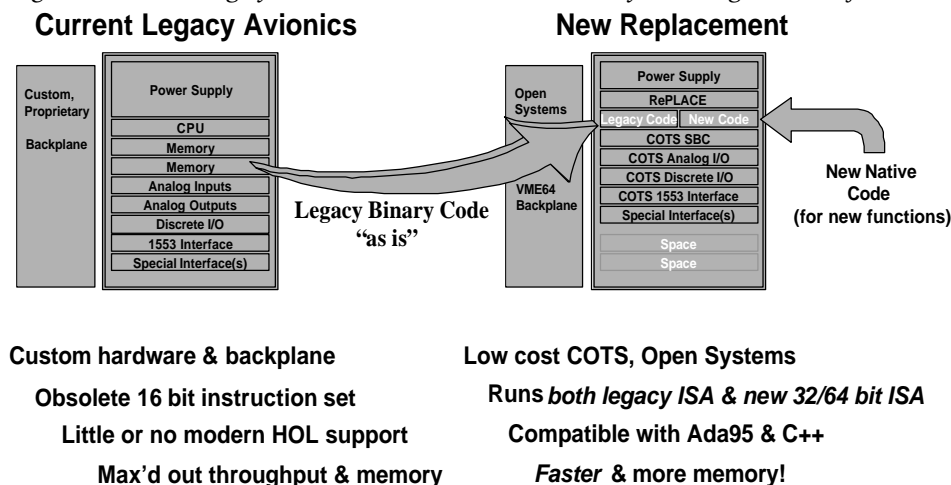 Current Legacy Avionics
Custom,
Proprietary
Backplane
Power Supply
CPU
Memory
Memory
Analog Inputs
Analog Outputs
Discrete I/O
1553 Interface
Special Interface(s)
Legacy Binary Code
“as is”
New Replacement
Open
Systems
VME64
Backplane
Power Supply
RePLACE
Legacy Code New Code
COTS SBC
COTS Analog I/O
COTS Discrete I/O
COTS 1553 Interface
Special Interface(s)
Space
Space
New Native
Code
(for new functions)
Custom hardware & backplane
Obsolete 16 bit instruction set
Little or no modern HOL support
Max’d out throughput & memory
Low cost COTS, Open Systems
Runs both legacy ISA & new 32/64 bit ISA
Compatible with Ada95 & C++
Faster & more memory!